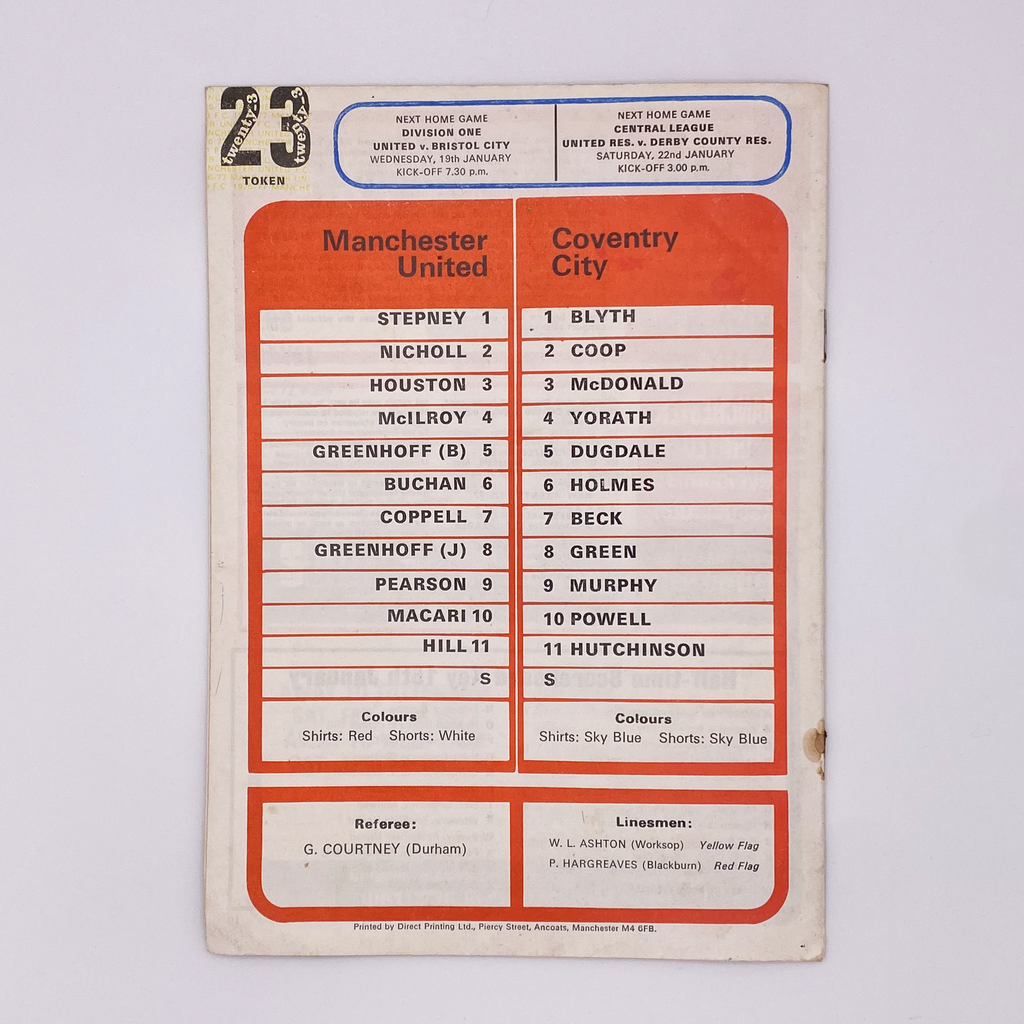 23
twenty-3
twenty-3
TOKEN
NEXT HOME GAME
DIVISION ONE
UNITED v. BRISTOL CITY
WEDNESDAY, 19th JANUARY
KICK-OFF 7.30 p.m.
NEXT HOME GAME
CENTRAL LEAGUE
UNITED RES. v. DERBY COUNTY RES.
SATURDAY, 22nd JANUARY
KICK-OFF 3.00 p.m.
Manchester
United
STEPNEY 1
NICHOLL 2
HOUSTON 3
McILROY 4
GREENHOFF (B) 5
BUCHAN 6
COPPELL 7
GREENHOFF (J) 8
PEARSON 9
MACARI 10
HILL 11
S
Colours
Shirts: Red Shorts: White
Coventry
City
1 BLYTH
2 COOP
3 McDONALD
4 YORATH
5 DUGDALE
6 HOLMES
7 BECK
8 GREEN
9 MURPHY
10 POWELL
11 HUTCHINSON
S
Colours
Shirts: Sky Blue Shorts: Sky Blue
Referee:
G. COURTNEY (Durham)
Linesmen:
W. L. ASHTON (Worksop) Yellow Flag
P. HARGREAVES (Blackburn) Red Flag
Printed by Direct Printing Ltd., Piercy Street, Ancoats, Manchester M4 6FB.